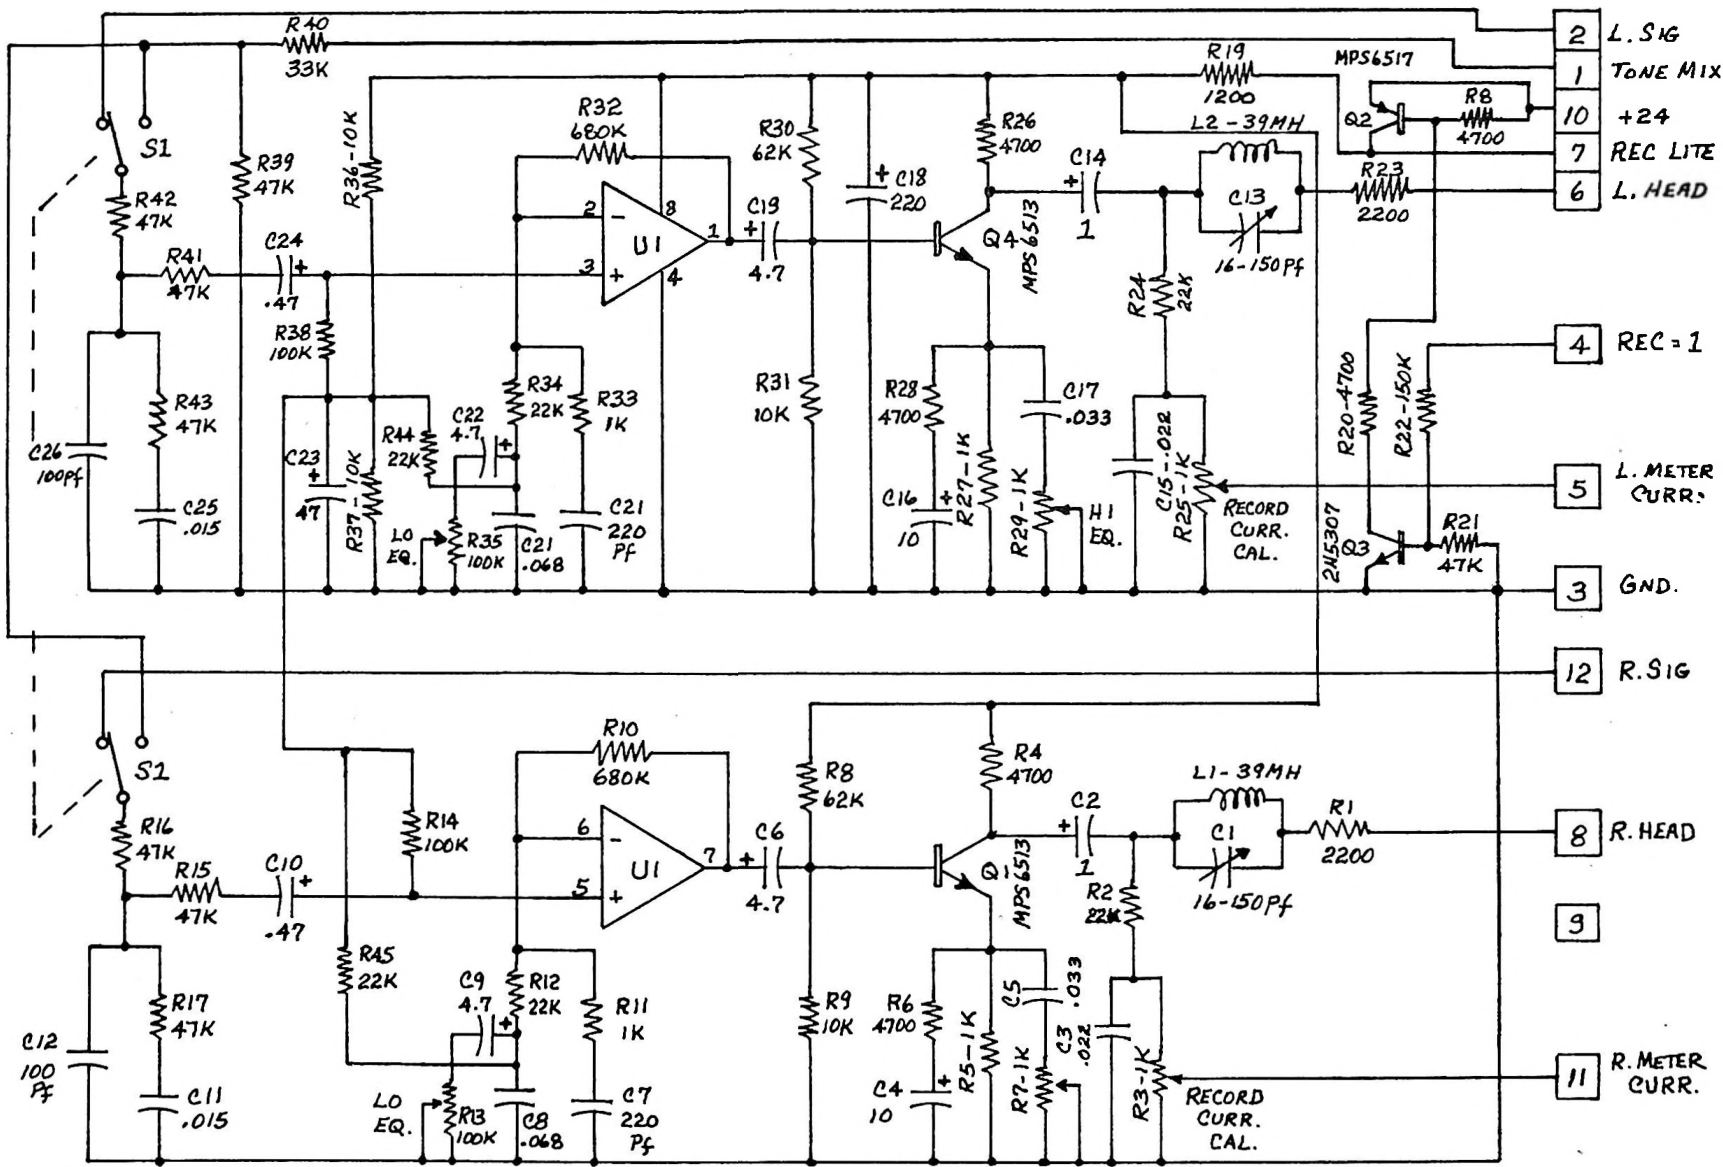 R40
33K
2
L. SIG
1
TONE MIX
MPS6517
R8
4700
Q2
10
+24
7
REC LITE
R23
2200
6
L. HEAD
R19
1200
L2-39MH
C13
16-150Pf
S1
R42
47K
R39
47K
R36-10K
R32
680K
R30
62K
C18
220
R26
4700
C14
1
R41
47K
C24
.47
R38
100K
2
-
3
+
U1
8
4
1
C19
4.7
Q4
MPS6513
R24
22K
4
REC=1
R20-4700
R22-150K
C26
100Pf
R43
47K
C25
.015
C23
47
R37-10K
R44
22K
C22
4.7
R34
22K
R33
1K
R31
10K
R28
4700
C17
.033
C16
10
R27-1K
R29-1K
HI
EQ.
C15-.022
R25-1K
RECORD
CURR.
CAL.
5
L. METER
CURR.
LO
EQ.
R35
100K
C21
.068
C21
220
Pf
Q3
2N5307
R21
47K
3
GND.
12
R.SIG
S1
R16
47K
R15
47K
C10
.47
R14
100K
R10
680K
6
-
5
+
U1
7
C6
4.7
R8
62K
R4
4700
C2
1
Q1
MPS6513
L1-39MH
C1
16-150Pf
R1
2200
8
R.HEAD
R2
22K
9
R45
22K
C12
100
Pf
R17
47K
C11
.015
C9
4.7
R12
22K
R11
1K
R9
10K
R6
4700
C5
.033
C3
.022
C4
10
R5-1K
R7-1K
R3-1K
RECORD
CURR.
CAL.
11
R.METER
CURR.
LO
EQ.
R13
100K
C8
.068
C7
220
Pf